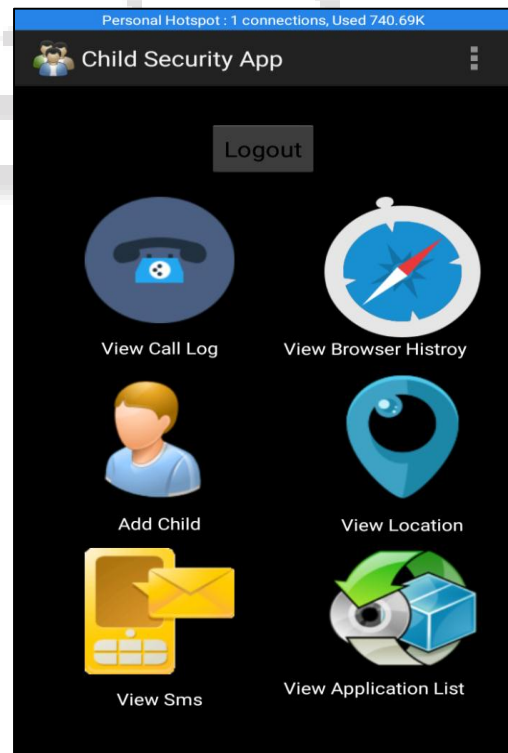 Personal Hotspot : 1 connections, Used 740.69K
Child Security App
Logout
View Call Log
View Browser Histroy
Add Child
View Location
View Sms
View Application List